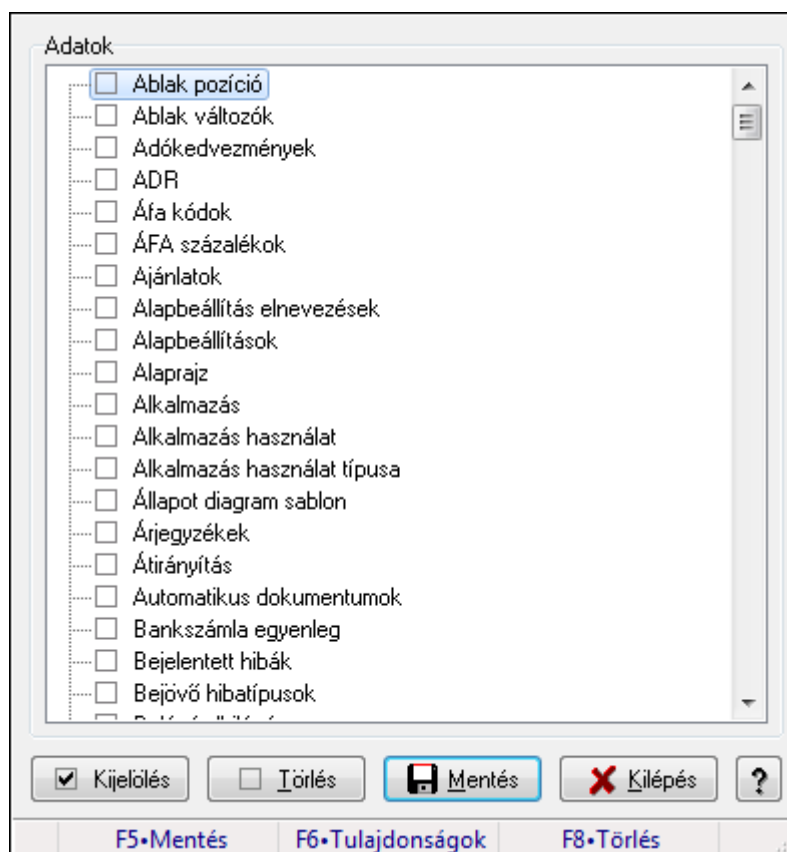 Adatok
Ablak pozíció
Ablak változók
Adókedvezmények
ADR
Áfa kódok
ÁFA százalékok
Ajánlatok
Alapbeállítás elnevezések
Alapbeállítások
Alaprajz
Alkalmazás
Alkalmazás használat
Alkalmazás használat típusa
Állapot diagram sablon
Árjegyzékek
Átirányítás
Automatikus dokumentumok
Bankszámla egyenleg
Bejelentett hibák
Bejövő hibatípusok
Kijelölés Törlés Mentés Kilépés ?
F5•Mentés F6•Tulajdonságok F8•Törlés